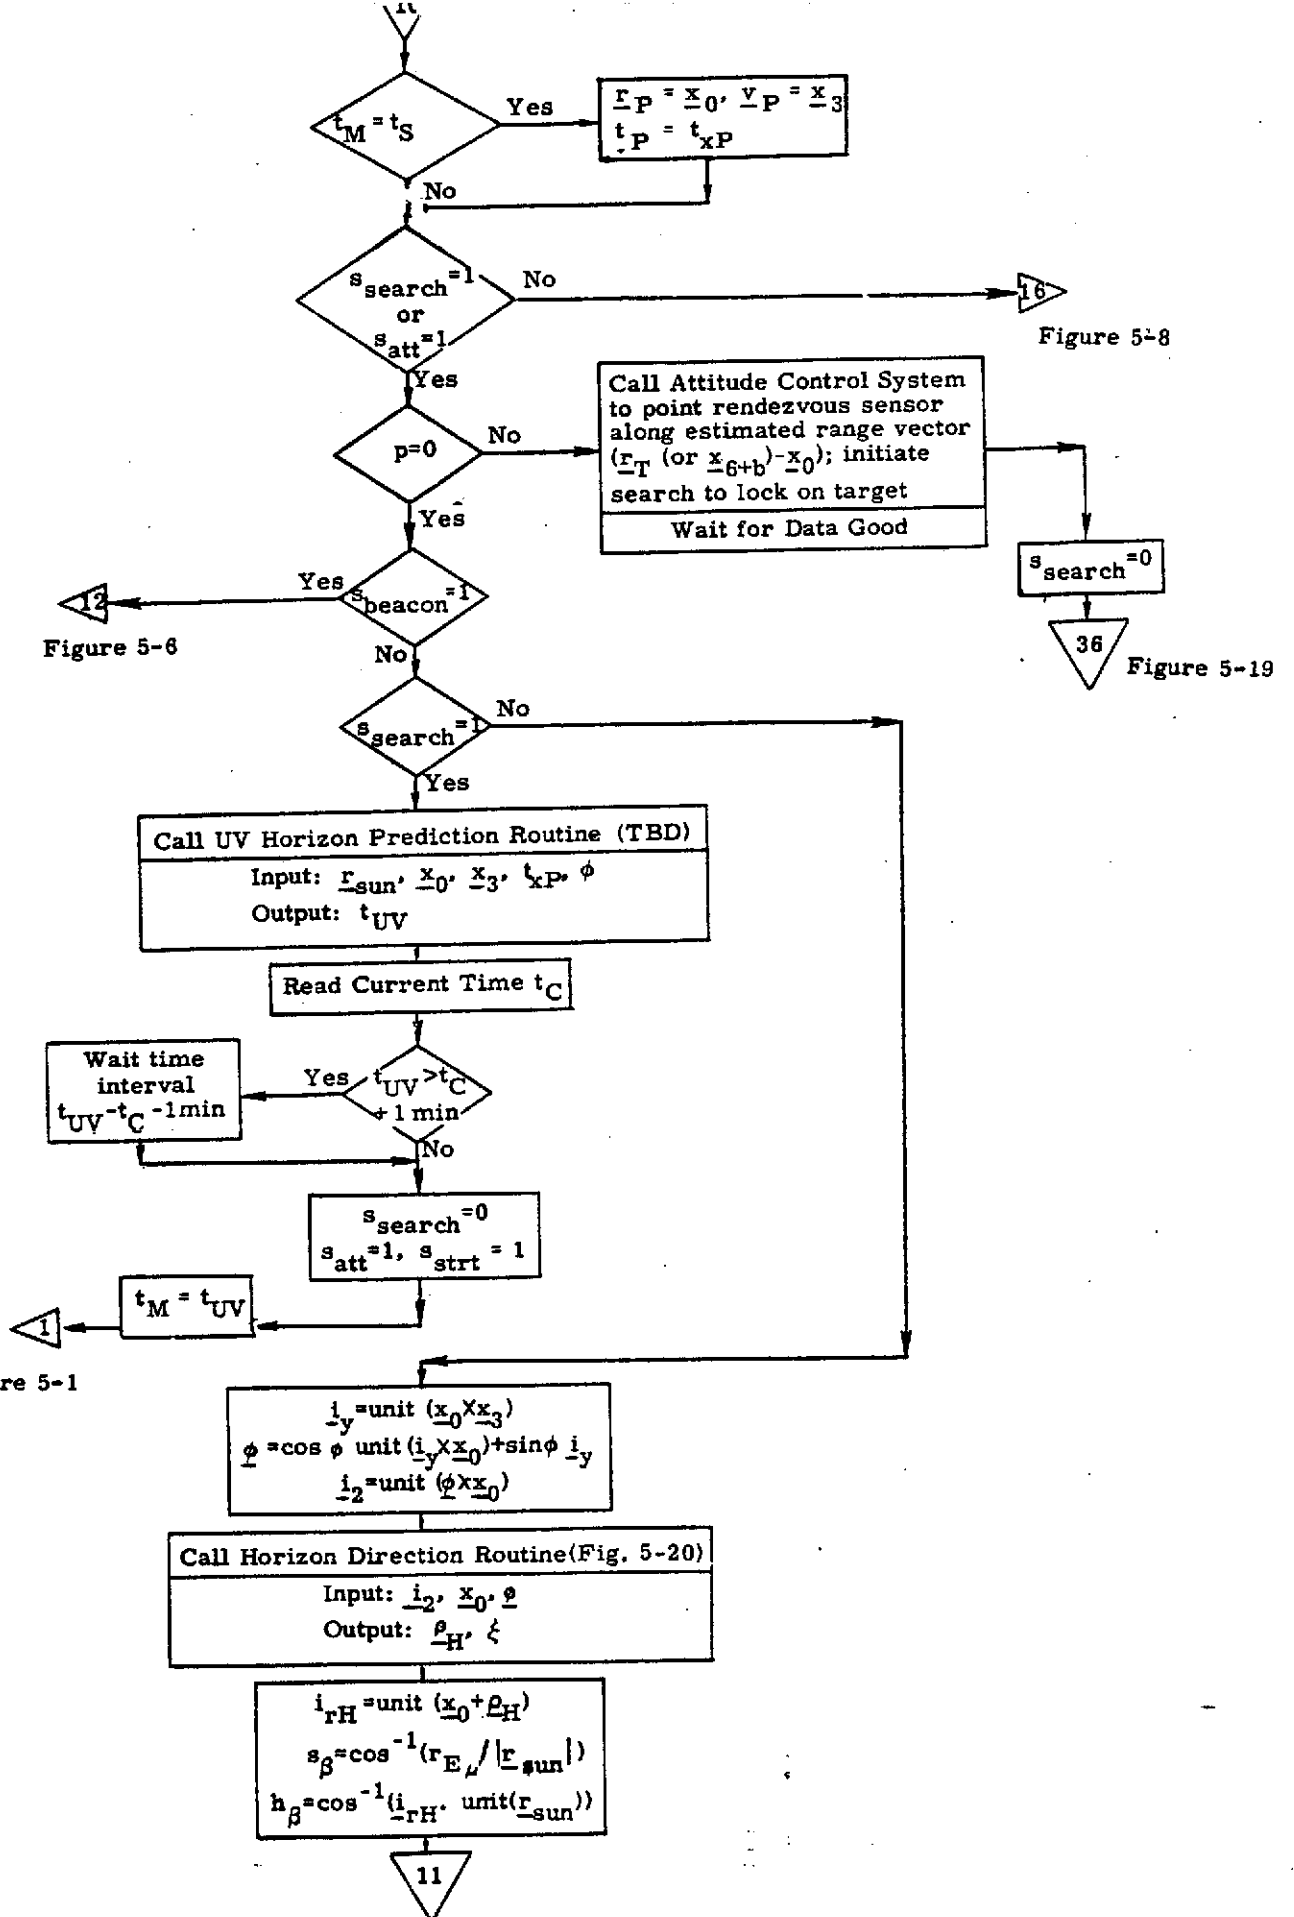 t_M = t_S
Yes
r_P = x_0, v_P = x_3
t_P = t_xP
No
s_search=1
or
s_att=1
No
16
Figure 5-8
Yes
Call Attitude Control System
to point rendezvous sensor
along estimated range vector
(r_T (or x_6+b)-x_0); initiate
search to lock on target
Wait for Data Good
p=0
No
Yes
s_search=0
36
Figure 5-19
Yes
s_beacon=1
12
Figure 5-6
No
s_search=1
No
Yes
Call UV Horizon Prediction Routine (TBD)
Input: r_sun, x_0, x_3, t_xP, ϕ
Output: t_UV
Read Current Time t_C
Wait time
interval
t_UV-t_C-1min
Yes
t_UV>t_C
+1 min
No
s_search=0
s_att=1, s_strt = 1
t_M = t_UV
1
re 5-1
i_y=unit (x_0×x_3)
ϕ=cos ϕ unit(i_y×x_0)+sinϕ i_y
i_2=unit (ϕ×x_0)
Call Horizon Direction Routine(Fig. 5-20)
Input: i_2, x_0, ϕ
Output: ρ_H, ξ
i_rH=unit (x_0+ρ_H)
s_β=cos^-1(r_Eμ/|r_sun|)
h_β=cos^-1(i_rH. unit(r_sun))
11